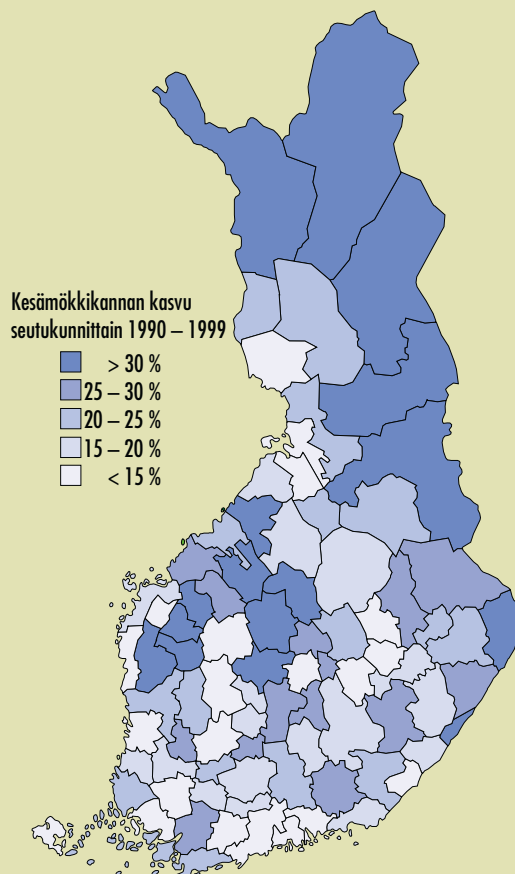 Kesämökkikannan kasvu
seutukunnittain 1990 – 1999
> 30 %
25 – 30 %
20 – 25 %
15 – 20 %
< 15 %